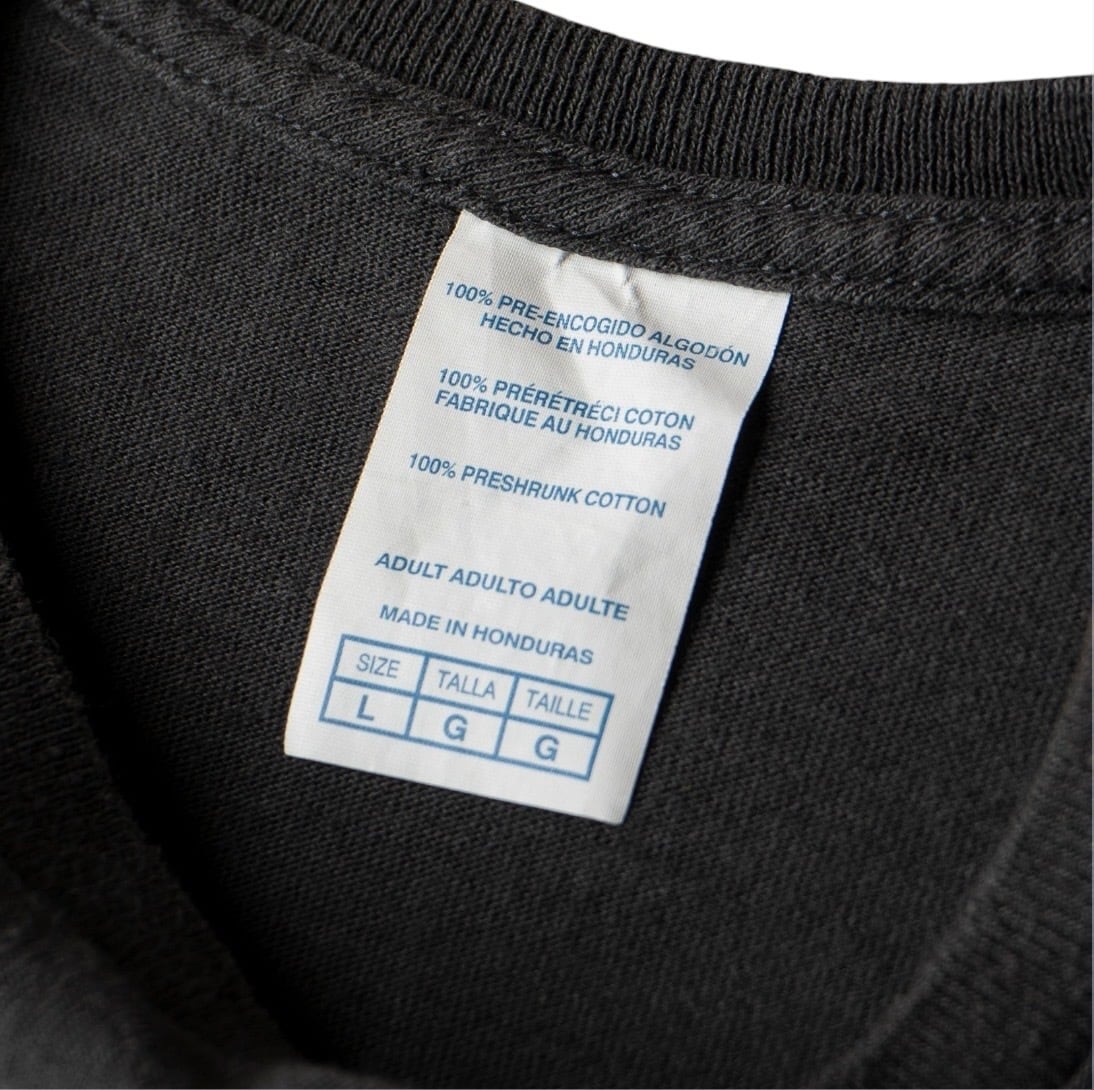 100% PRE-ENCOGIDO ALGODÓN
HECHO EN HONDURAS
100% PRÉRÉTRÉCI COTON
FABRIQUE AU HONDURAS
100% PRESHRUNK COTTON
ADULT ADULTO ADULTE
MADE IN HONDURAS
SIZE TALLA TAILLE
L G G